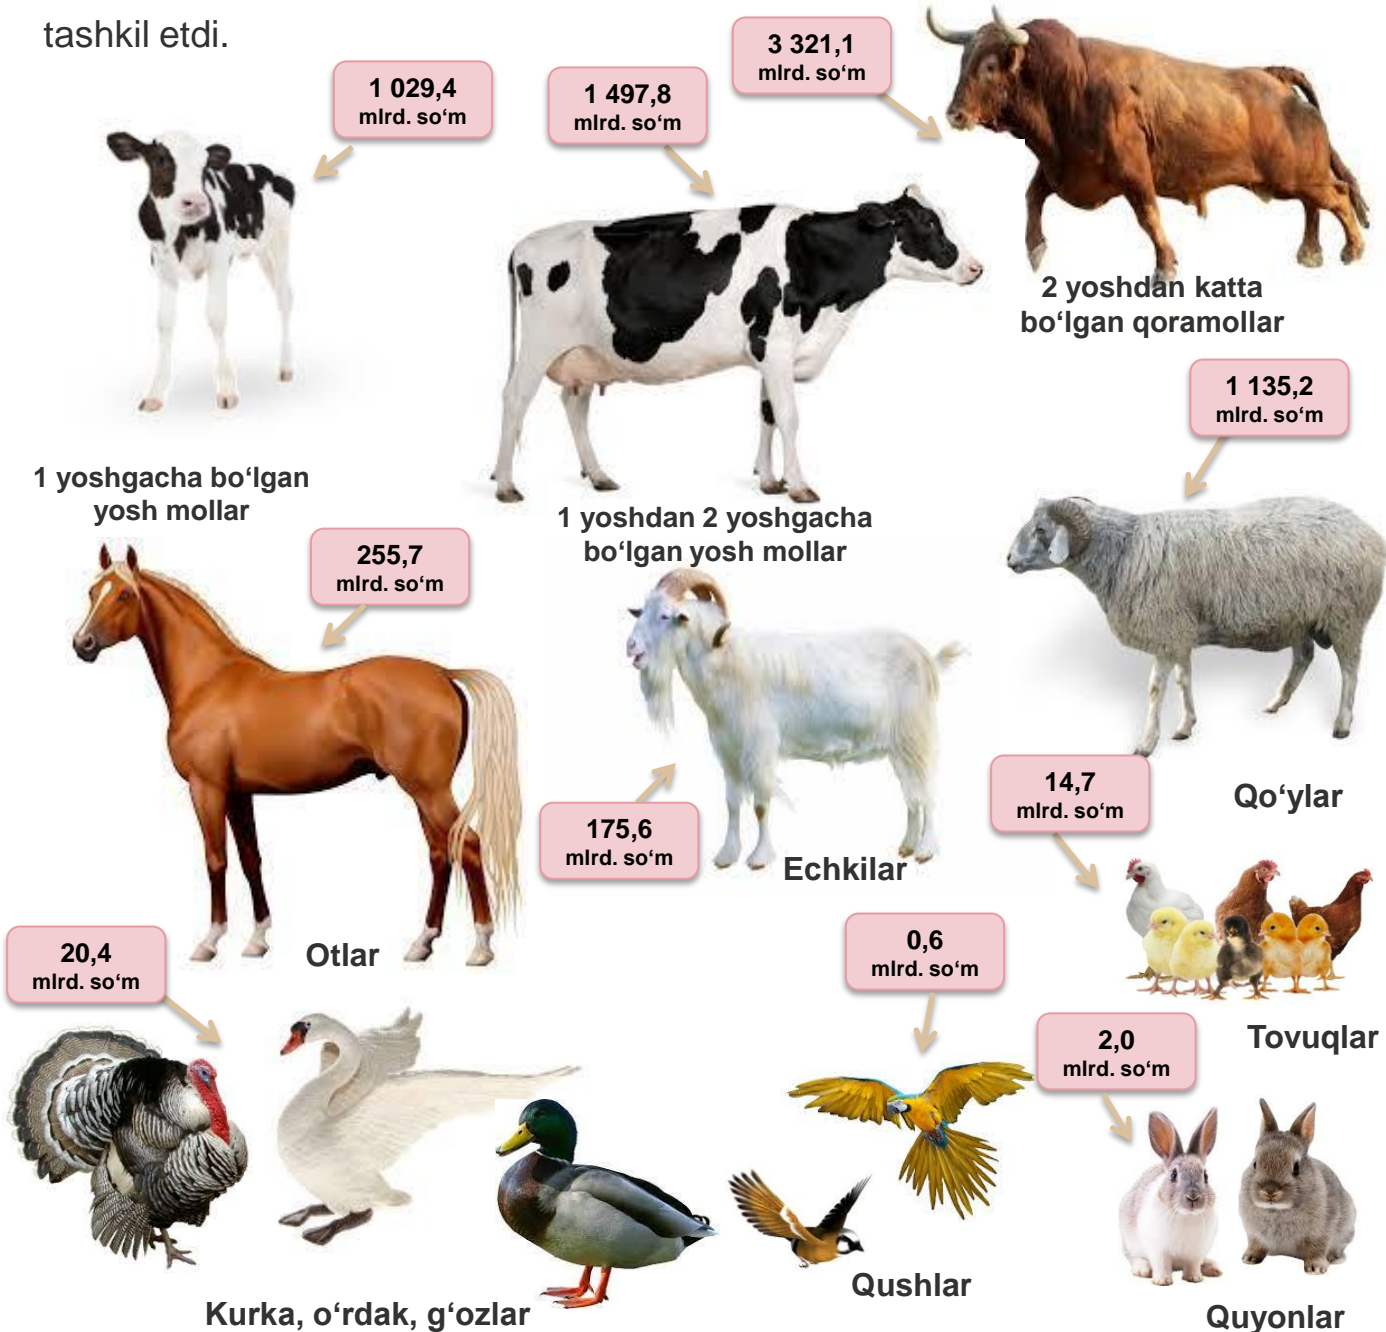 tashkil etdi.
1 029,4
mlrd. so‘m
1 497,8
mlrd. so‘m
3 321,1
mlrd. so‘m
2 yoshdan katta
bo‘lgan qoramollar
1 135,2
mlrd. so‘m
1 yoshgacha bo‘lgan
yosh mollar
1 yoshdan 2 yoshgacha
bo‘lgan yosh mollar
255,7
mlrd. so‘m
14,7
mlrd. so‘m
Qo‘ylar
175,6
mlrd. so‘m
Echkilar
Otlar
20,4
mlrd. so‘m
0,6
mlrd. so‘m
Tovuqlar
2,0
mlrd. so‘m
Qushlar
Kurka, o‘rdak, g‘ozlar
Quyonlar